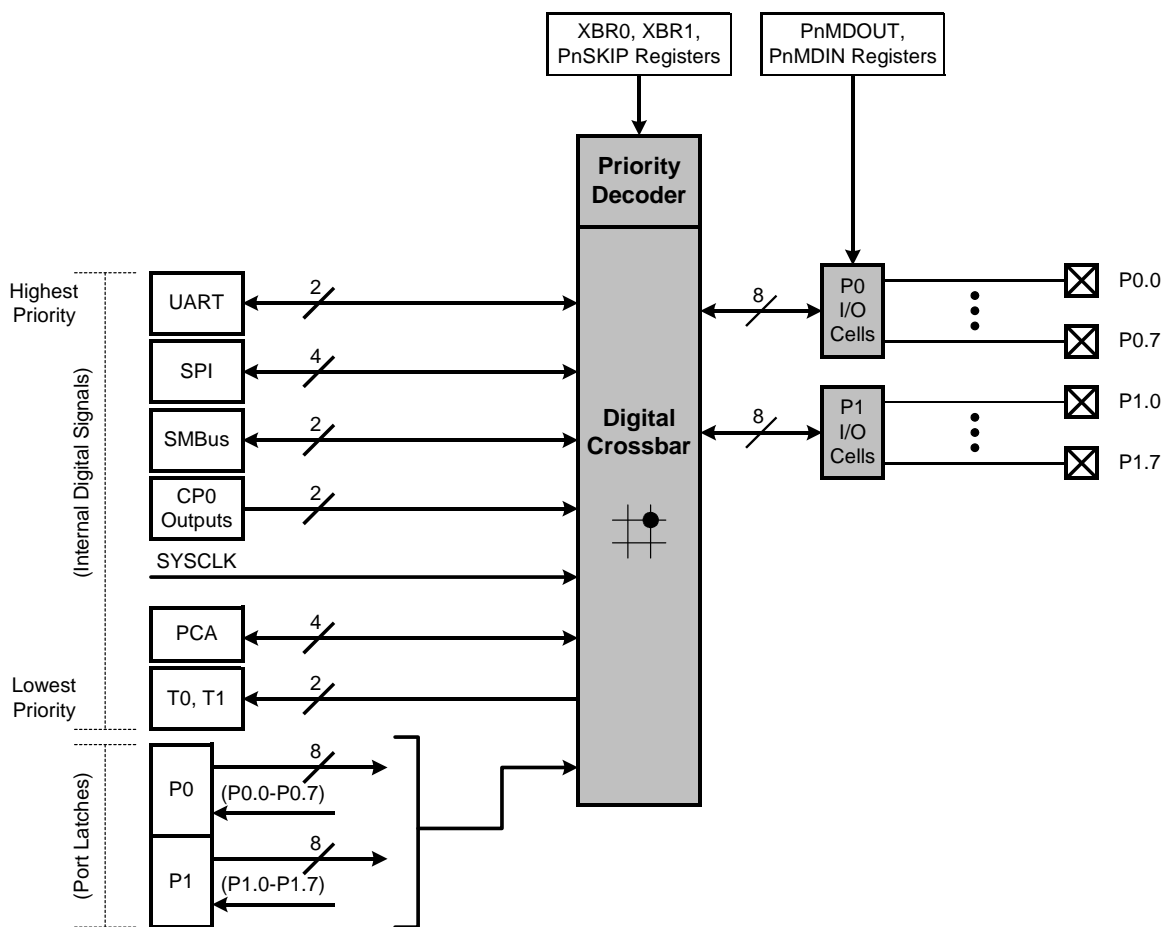 XBR0, XBR1,
PnSKIP Registers
PnMDOUT,
PnMDIN Registers
Priority
Decoder
Highest
Priority
(Internal Digital Signals)
UART
2
SPI
4
SMBus
2
CP0
Outputs
2
SYSCLK
PCA
4
Lowest
Priority
T0, T1
2
Digital
Crossbar
8
P0
I/O
Cells
P0.0
P0.7
8
P1
I/O
Cells
P1.0
P1.7
(Port Latches)
P0
8
(P0.0-P0.7)
P1
8
(P1.0-P1.7)